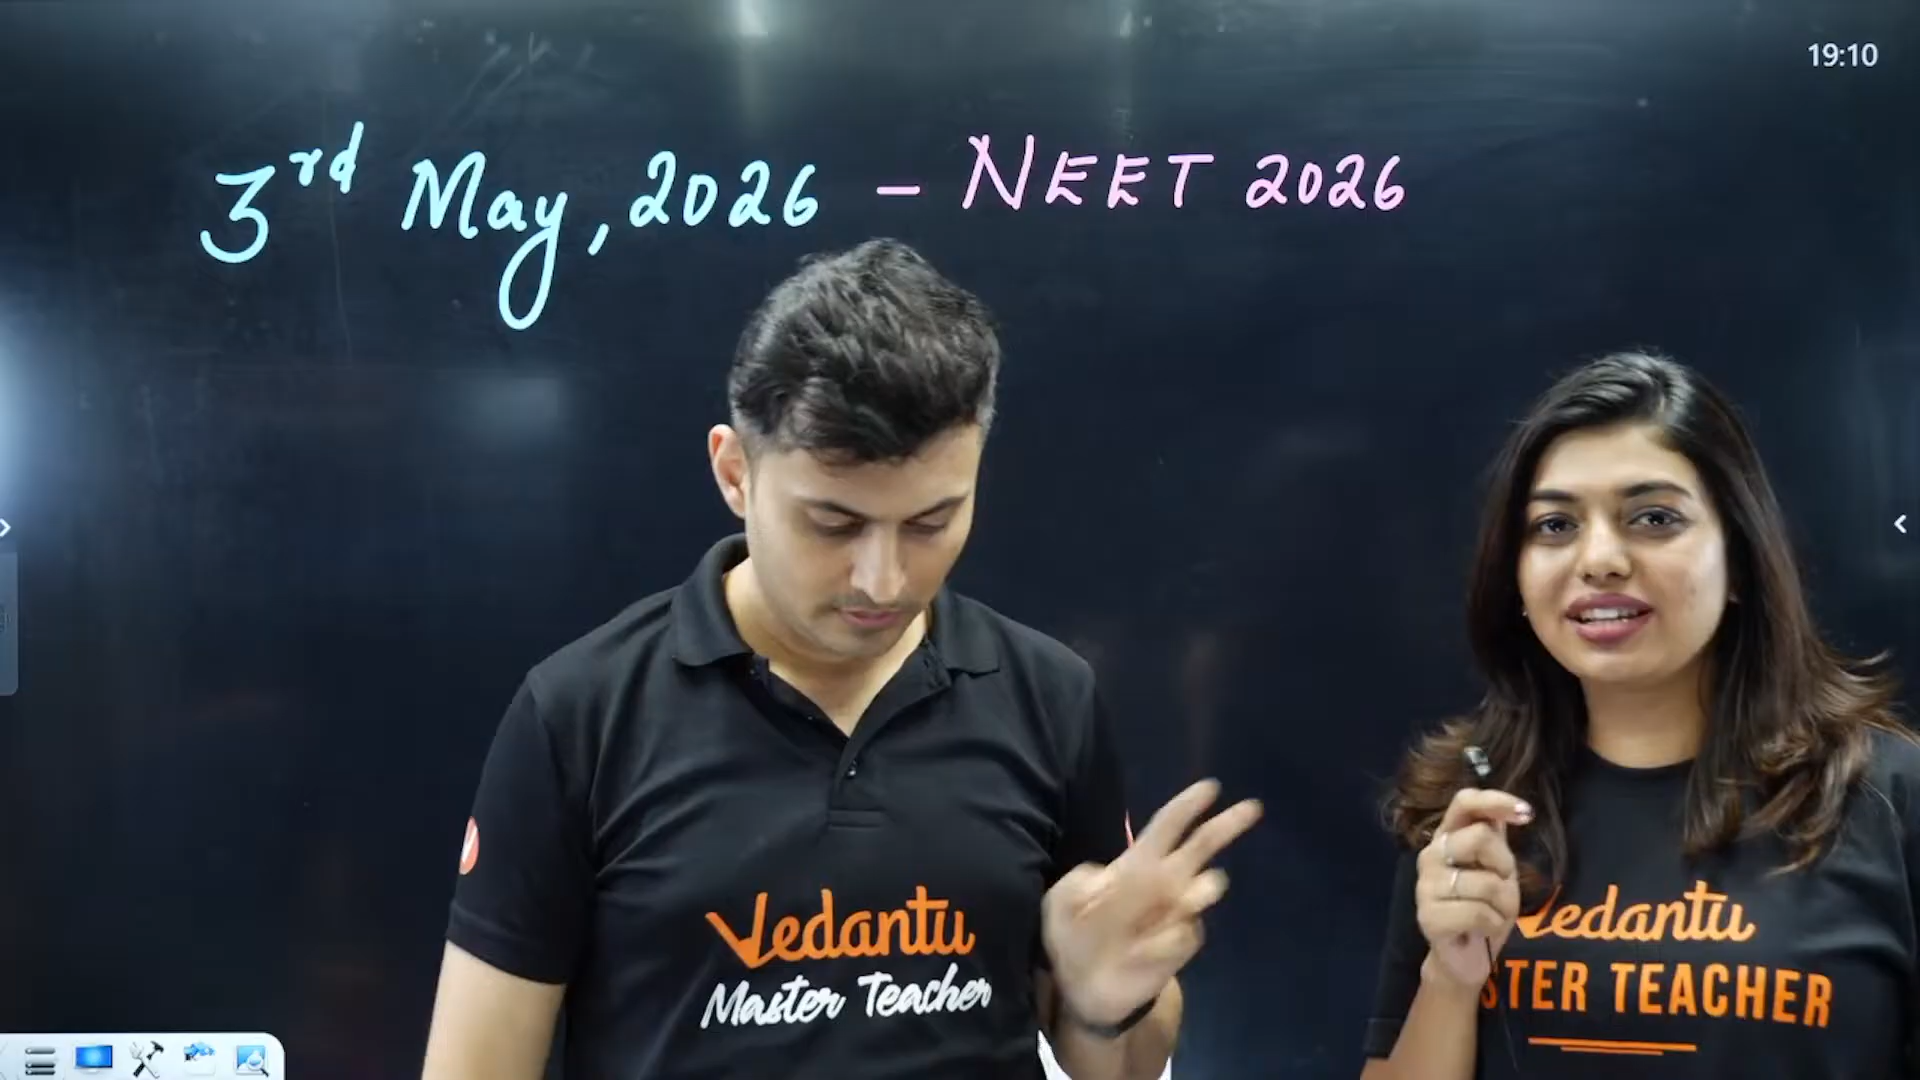 19:10
3rd May, 2026 - NEET 2026
Vedantu
Master Teacher
Vedantu
STER TEACHER